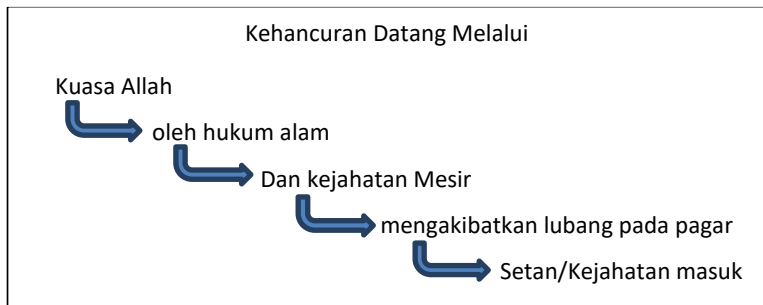 Kehancuran Datang Melalui
Kuasa Allah
oleh hukum alam
Dan kejahatan Mesir
mengakibatkan lubang pada pagar
Setan/Kejahatan masuk